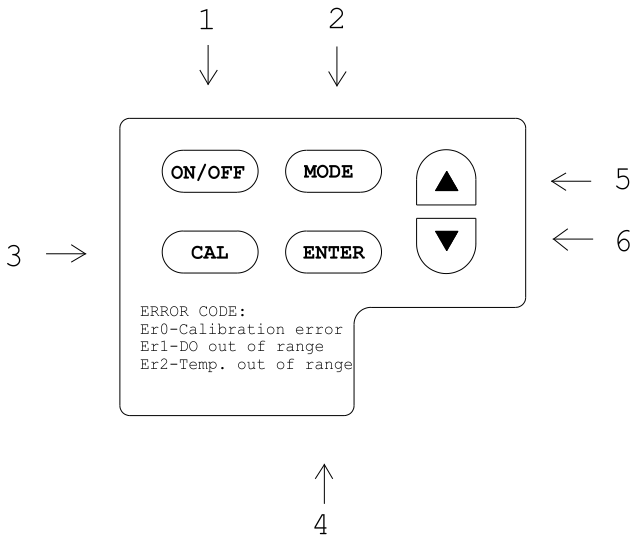 1 2
ON/OFF MODE
5
6
3
CAL ENTER
ERROR CODE:
Er0-Calibration error
Er1-DO out of range
Er2-Temp. out of range
4